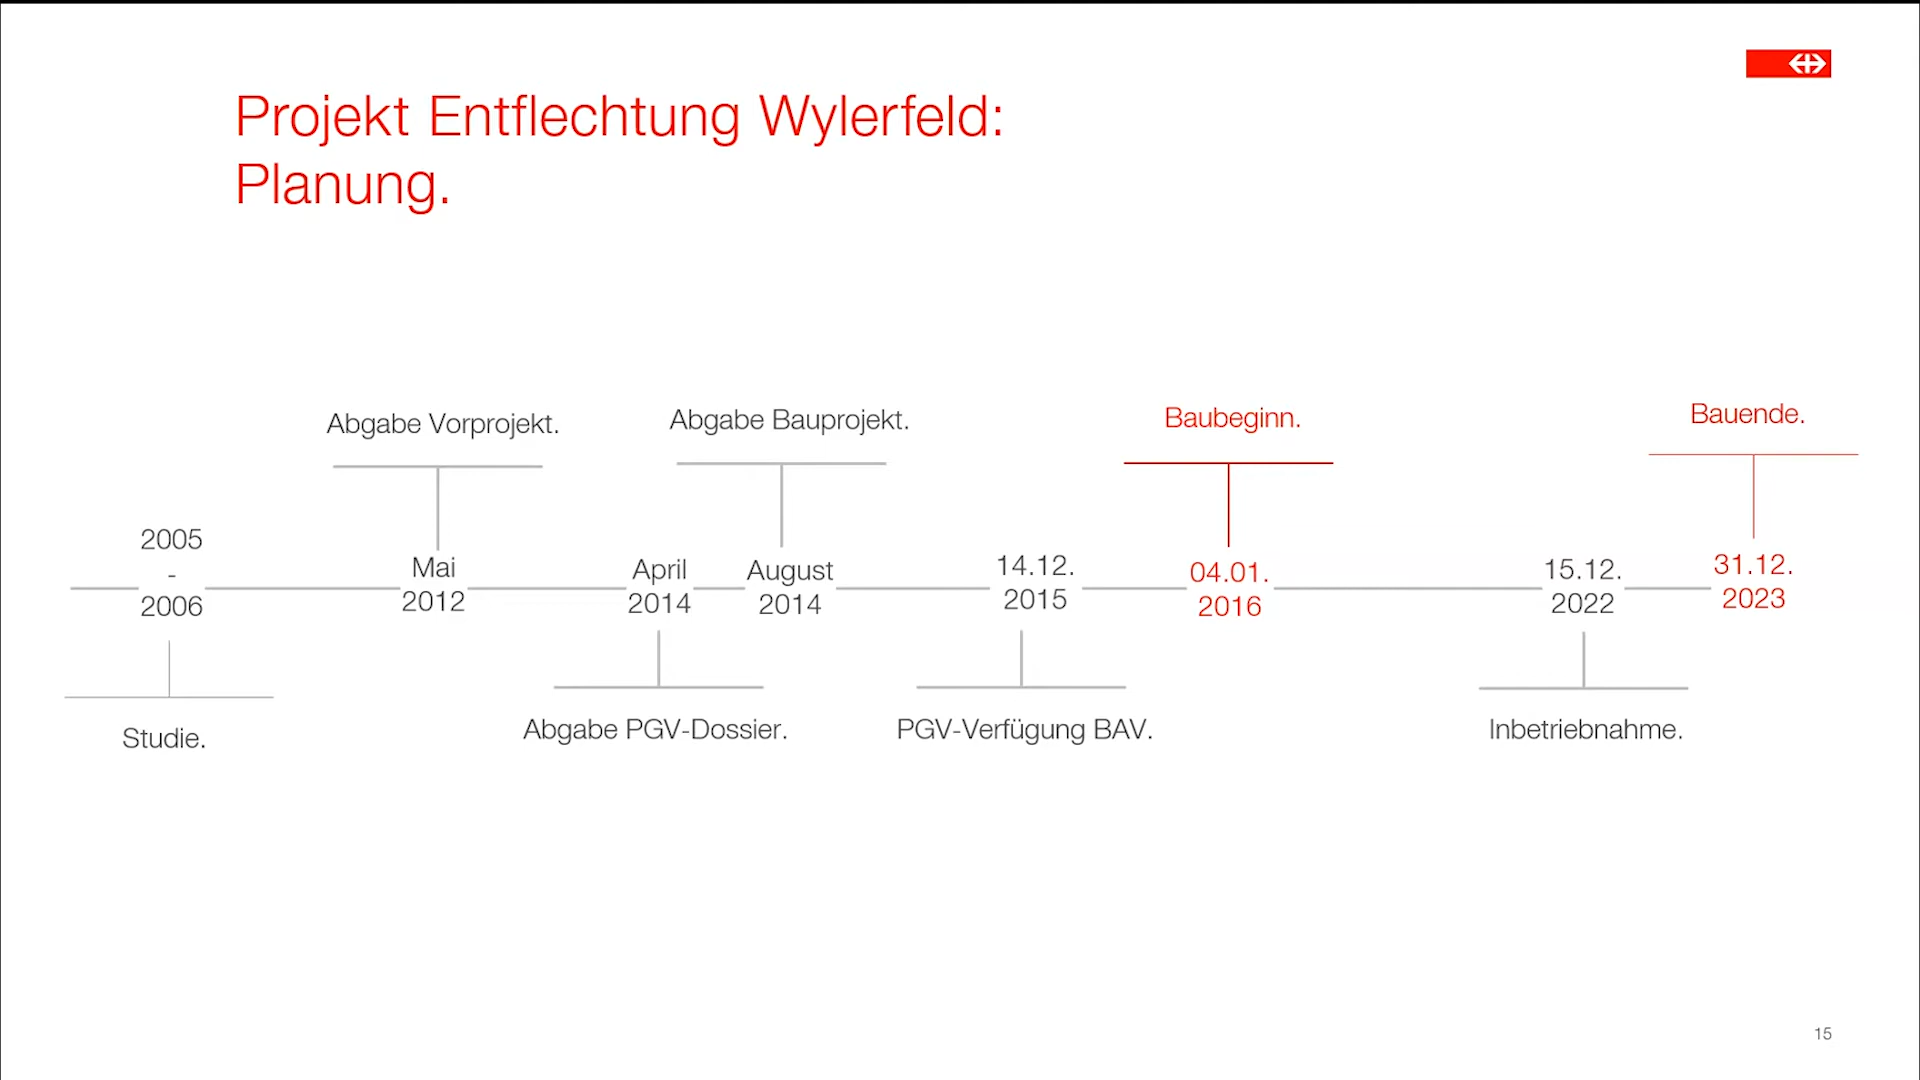 Projekt Entflechtung Wylerfeld:
Planung.
Abgabe Vorprojekt.
Abgabe Bauprojekt.
Baubeginn.
Bauende.
2005
-
2006
Mai
2012
April
2014
August
2014
14.12.
2015
04.01.
2016
15.12.
2022
31.12.
2023
Studie.
Abgabe PGV-Dossier.
PGV-Verfügung BAV.
Inbetriebnahme.
15